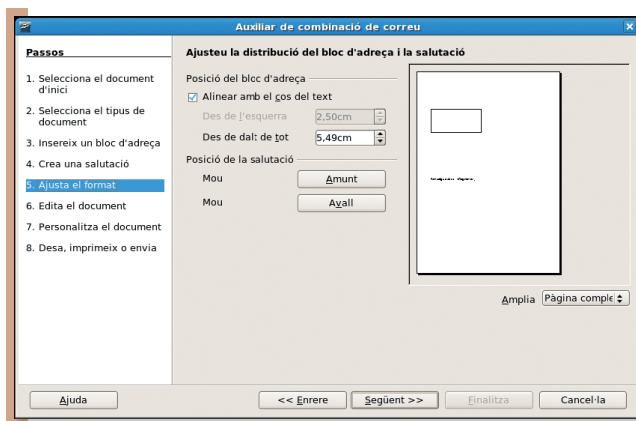 Auxiliar de combinació de correu
Passos
1. Selecciona el document
d'inici
2. Selecciona el tipus de
document
3. Insereix un bloc d'adreça
4. Crea una salutació
5. Ajusta el format
6. Edita el document
7. Personalitza el document
8. Desa, imprimeix o envia
Ajusteu la distribució del bloc d'adreça i la salutació
Posició del bloc d'adreça
Alinear amb el cos del text
Des de l'esquerra 2,50cm
Des de dalt de tot 5,49cm
Posició de la salutació
Mou Amunt
Mou Avall
Amplia Pàgina comple
Ajuda << Enrere Següent >> Finalitza Cancel·la